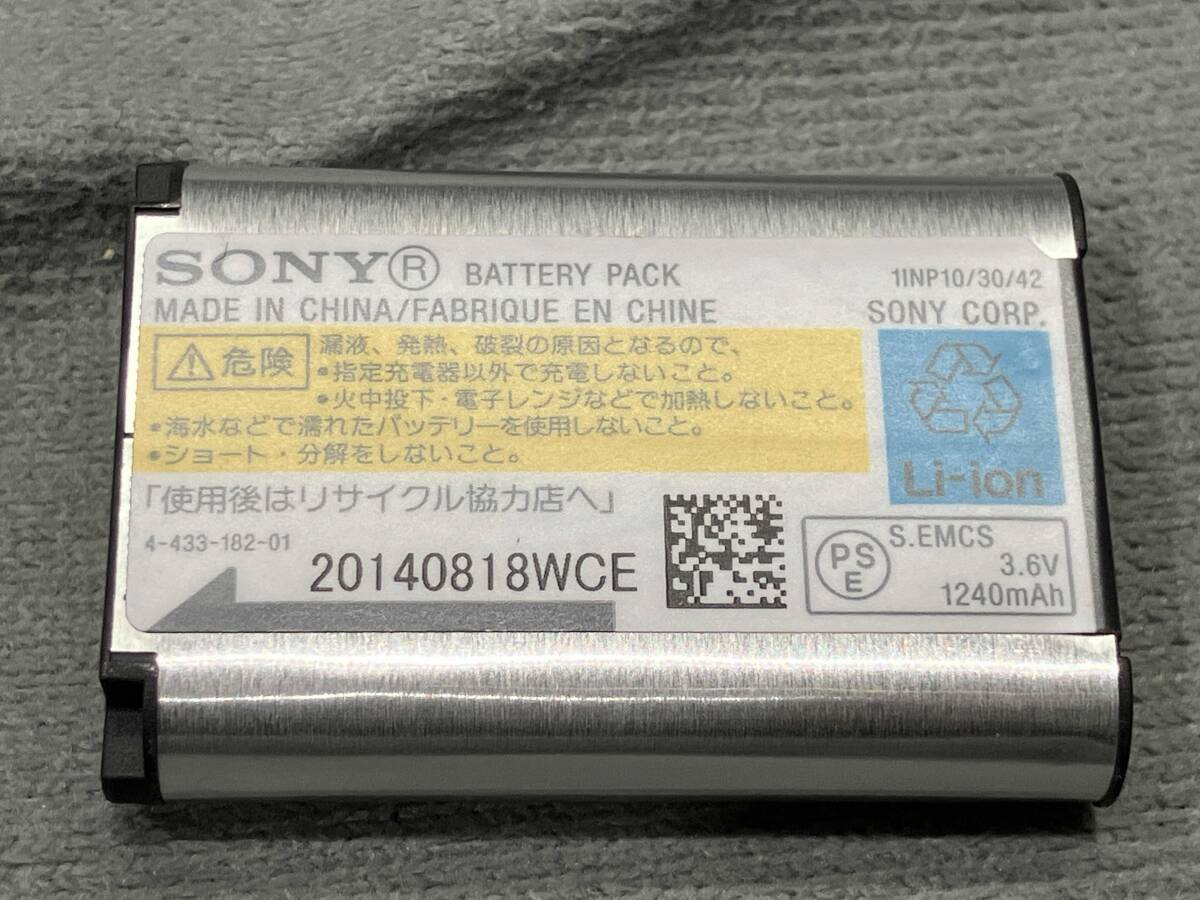 SONY® BATTERY PACK
1INP10/30/42
MADE IN CHINA/FABRIQUE EN CHINE
SONY CORP.
危険
漏液、発熱、破裂の原因となるので、
•指定充電器以外で充電しないこと。
•火中投下・電子レンジなどで加熱しないこと。
•海水などで濡れたバッテリーを使用しないこと。
•ショート・分解をしないこと。
Li-ion
「使用後はリサイクル協力店へ」
4-433-182-01
20140818WCE
PS
E
S.EMCS
3.6V
1240mAh